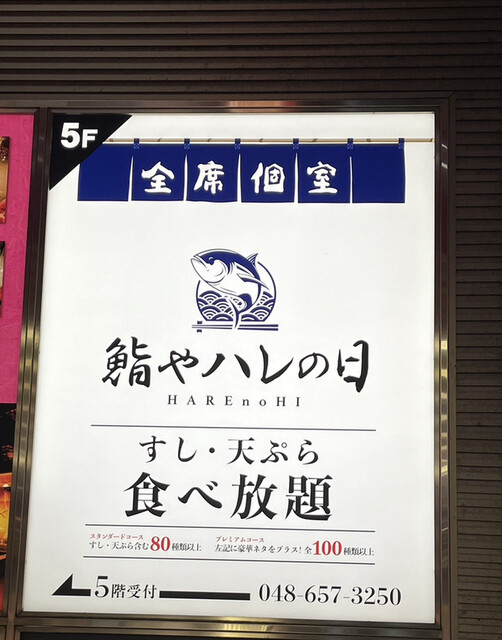 5F
全席個室
鮨やハレの日
HAREnoHI
すし・天ぷら
食べ放題
スタンダードコース
すし・天ぷら含む80種類以上
プレミアムコース
左記に豪華ネタをプラス!全100種類以上
5階受付
048-657-3250